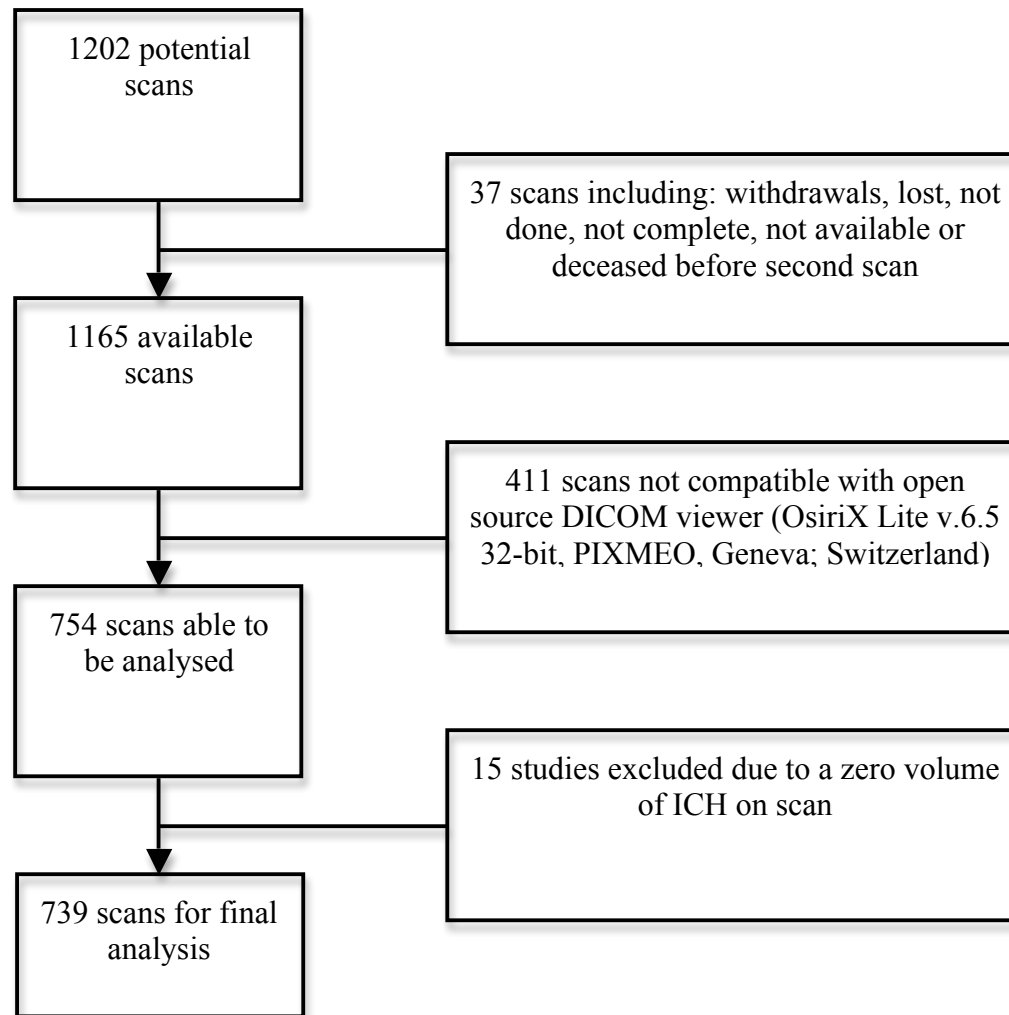 1202 potential
scans
37 scans including: withdrawals, lost, not
done, not complete, not available or
deceased before second scan
1165 available
scans
411 scans not compatible with open
source DICOM viewer (OsiriX Lite v.6.5
32-bit, PIXMEO, Geneva; Switzerland)
754 scans able to
be analysed
15 studies excluded due to a zero volume
of ICH on scan
739 scans for final
analysis